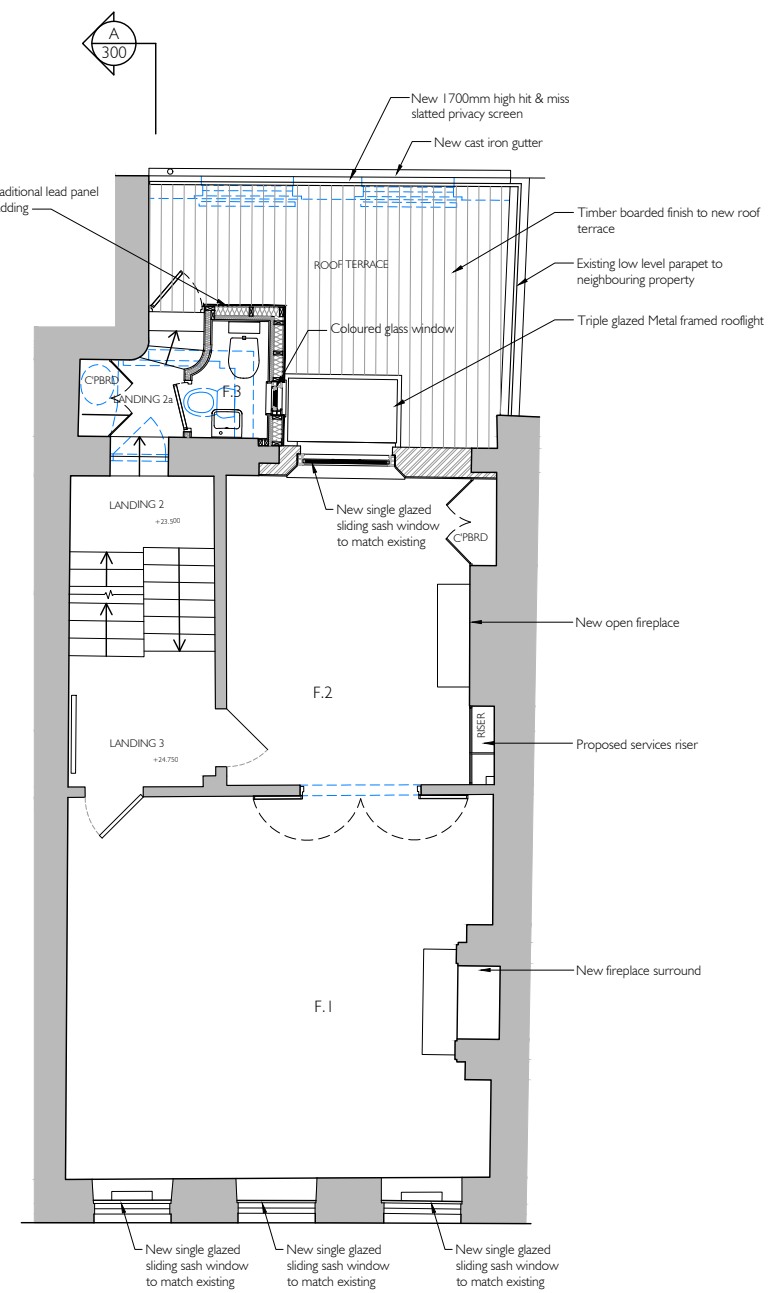 A
300
New 1700mm high hit & miss
slatted privacy screen
New cast iron gutter
lead panel
Timber boarded finish to new roof
terrace
ROOF TERRACE
Existing low level parapet to
neighbouring property
Coloured glass window
Triple glazed Metal framed rooflight
C'PBRD
LANDING 2a
F.3
LANDING 2
+23.500
New single glazed
sliding sash window
to match existing
C'PBRD
New open fireplace
F.2
RISER
LANDING 3
+24.750
Proposed services riser
New fireplace surround
F.1
New single glazed
sliding sash window
to match existing
New single glazed
sliding sash window
to match existing
New single glazed
sliding sash window
to match existing